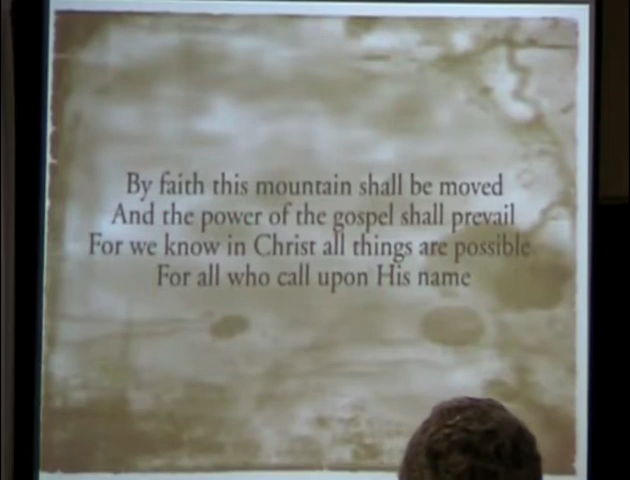 By faith this mountain shall be moved
And the power of the gospel shall prevail
For we know in Christ all things are possible
For all who call upon His name